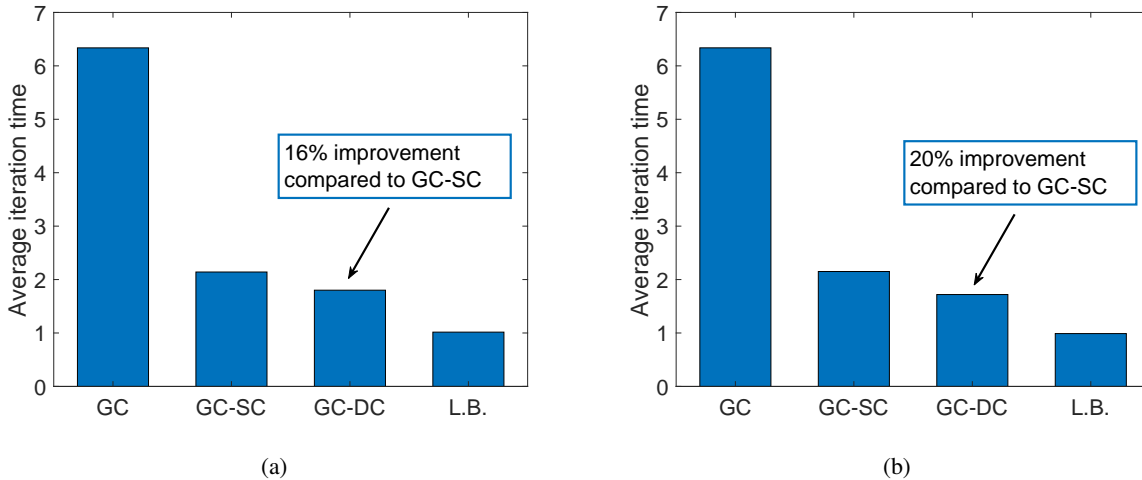 7
6
5
4
3
2
1
0
Average iteration time
16% improvement
compared to GC-SC
GC GC-SC GC-DC L.B.
(a)
7
6
5
4
3
2
1
0
Average iteration time
20% improvement
compared to GC-SC
GC GC-SC GC-DC L.B.
(b)